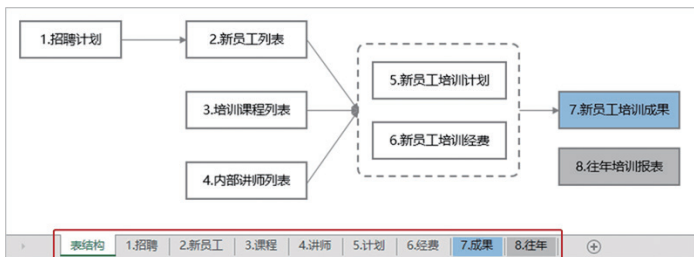 1.招聘计划
2.新员工列表
5.新员工培训计划
3.培训课程列表
7.新员工培训成果
6.新员工培训经费
8.往年培训报表
4.内部讲师列表
表结构 1.招聘 2.新员工 3.课程 4.讲师 5.计划 6.经费 7.成果 8.往年